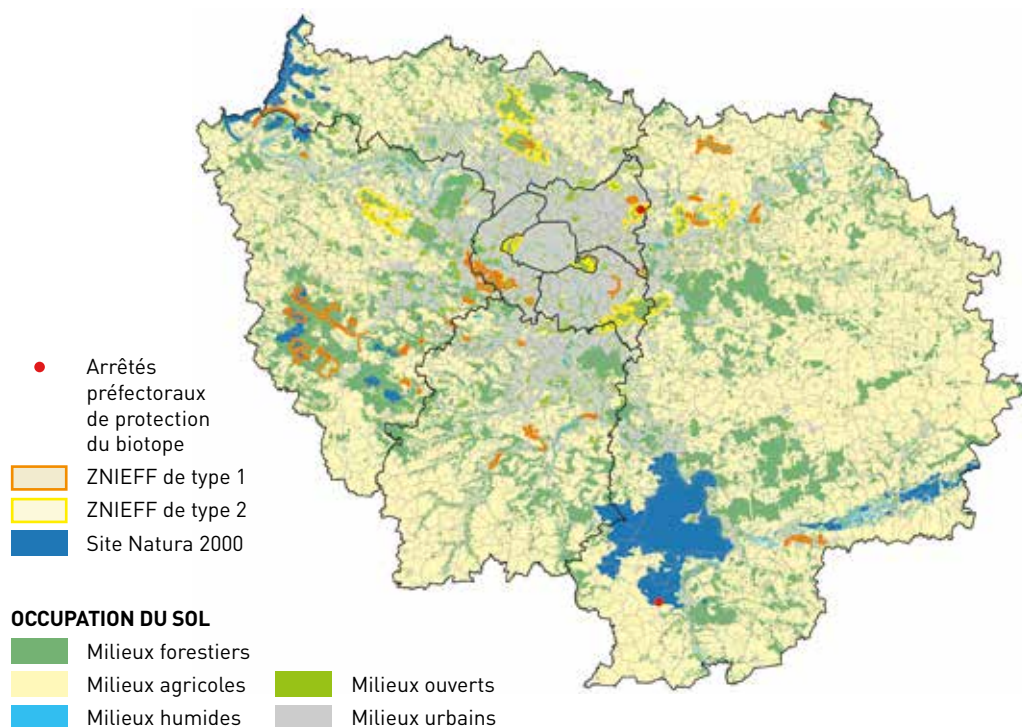 Arrêtés
préfectoraux
de protection
du biotope
ZNIEFF de type 1
ZNIEFF de type 2
Site Natura 2000
OCCUPATION DU SOL
Milieux forestiers
Milieux agricoles
Milieux humides
Milieux ouverts
Milieux urbains